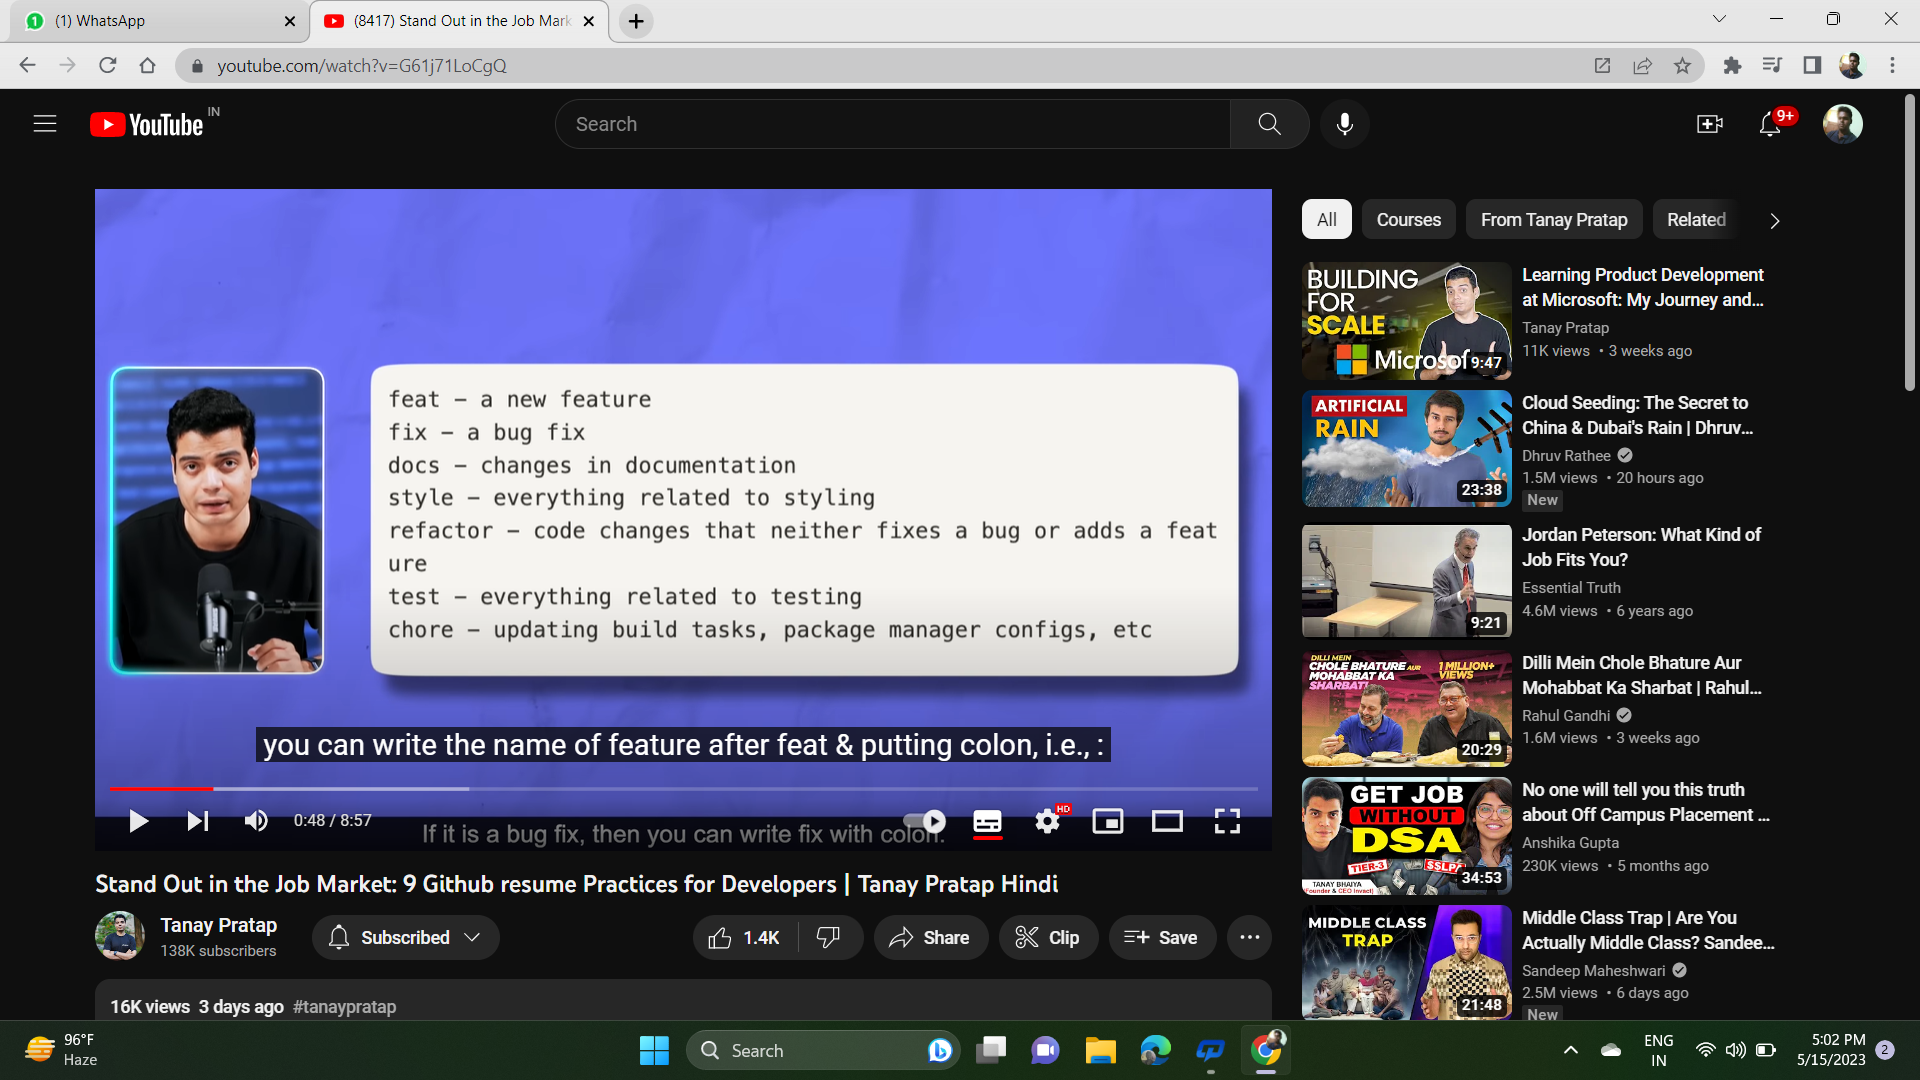 (1) WhatsApp
(8417) Stand Out in the Job Mark
youtube.com/watch?v=G61j71LoCgQ
YouTube IN
Search
9+
feat – a new feature
fix – a bug fix
docs – changes in documentation
style – everything related to styling
refactor – code changes that neither fixes a bug or adds a feat
ure
test – everything related to testing
chore – updating build tasks, package manager configs, etc
you can write the name of feature after feat & putting colon, i.e., :
If it is a bug fix, then you can write fix with colon.
0:48 / 8:57
HD
Stand Out in the Job Market: 9 Github resume Practices for Developers | Tanay Pratap Hindi
Tanay Pratap
138K subscribers
Subscribed
1.4K
Share
Clip
Save
16K views 3 days ago #tanaypratap
All
Courses
From Tanay Pratap
Related
BUILDING
FOR
SCALE
Microsof
9:47
Learning Product Development
at Microsoft: My Journey and...
Tanay Pratap
11K views • 3 weeks ago
ARTIFICIAL
RAIN
23:38
Cloud Seeding: The Secret to
China & Dubai's Rain | Dhruv...
Dhruv Rathee
1.5M views • 20 hours ago
New
9:21
Jordan Peterson: What Kind of
Job Fits You?
Essential Truth
4.6M views • 6 years ago
DILLI MEIN
CHOLE BHATURE AUR
MOHABBAT KA
SHARBAT!
1 MILLION+
VIEWS
20:29
Dilli Mein Chole Bhature Aur
Mohabbat Ka Sharbat | Rahul...
Rahul Gandhi
1.6M views • 3 weeks ago
GET JOB
WITHOUT
DSA
TIER-3
$$LPA
TANAY BHAIYA
(Founder & CEO Invact)
34:53
No one will tell you this truth
about Off Campus Placement ...
Anshika Gupta
230K views • 5 months ago
MIDDLE CLASS
TRAP
21:48
Middle Class Trap | Are You
Actually Middle Class? Sandee...
Sandeep Maheshwari
2.5M views • 6 days ago
New
96°F
Haze
Search
ENG
IN
5:02 PM
5/15/2023
2